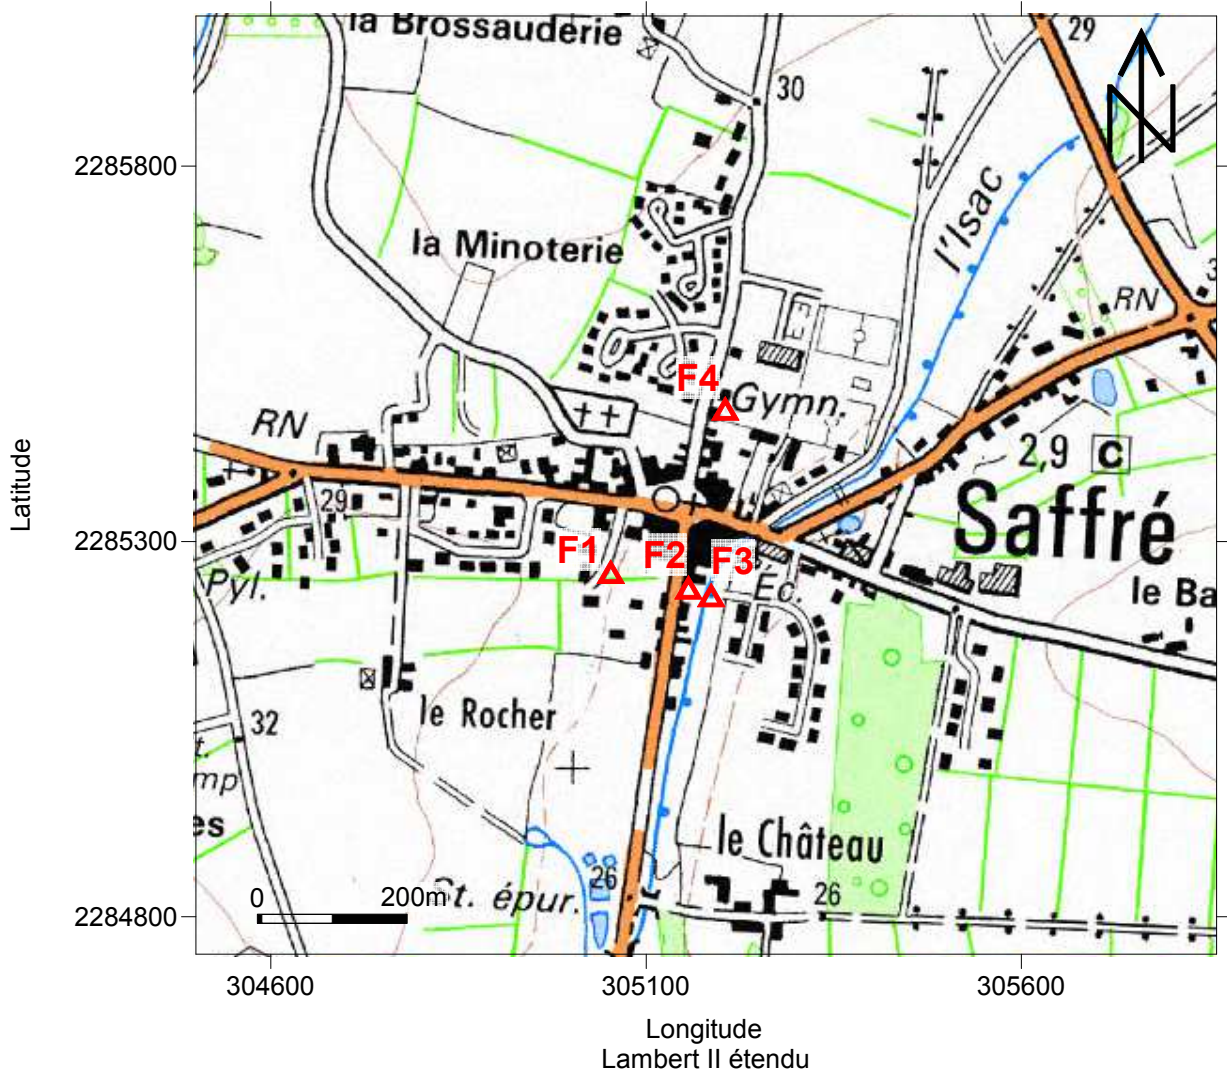 la Brossauderie
29
30
2285800
l'Isac
la Minoterie
RN
F4
Gymn.
RN
2,9 C
29
Saffré
2285300
F1
F2
F3
Pyl.
Ec.
le Ba
le Rocher
32
t.
mp
es
le Château
0
200m
St. épur.
26
26
2284800
Latitude
304600
305100
305600
Longitude
Lambert II étendu